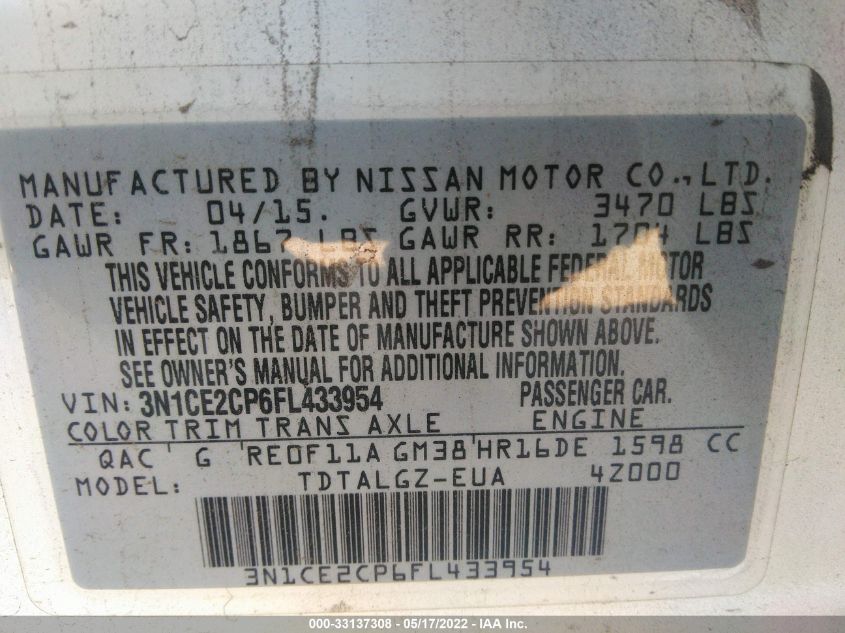 MANUFACTURED BY NISSAN MOTOR CO., LTD.
DATE: 04/15. GVWR: 3470 LBS
GAWR FR: 1867 LBS GAWR RR: 1704 LBS
THIS VEHICLE CONFORMS TO ALL APPLICABLE FEDERAL MOTOR
VEHICLE SAFETY, BUMPER AND THEFT PREVENTION STANDARDS
IN EFFECT ON THE DATE OF MANUFACTURE SHOWN ABOVE.
SEE OWNER'S MANUAL FOR ADDITIONAL INFORMATION.
VIN: 3N1CE2CP6FL433954 PASSENGER CAR.
COLOR TRIM TRANS AXLE ENGINE
QAC G RE0F11A GM38 HR16DE 1598 CC
MODEL: TDTALGZ-EUA 4Z000
3N1CE2CP6FL433954
000-33137308 - 05/17/2022 - IAA Inc.